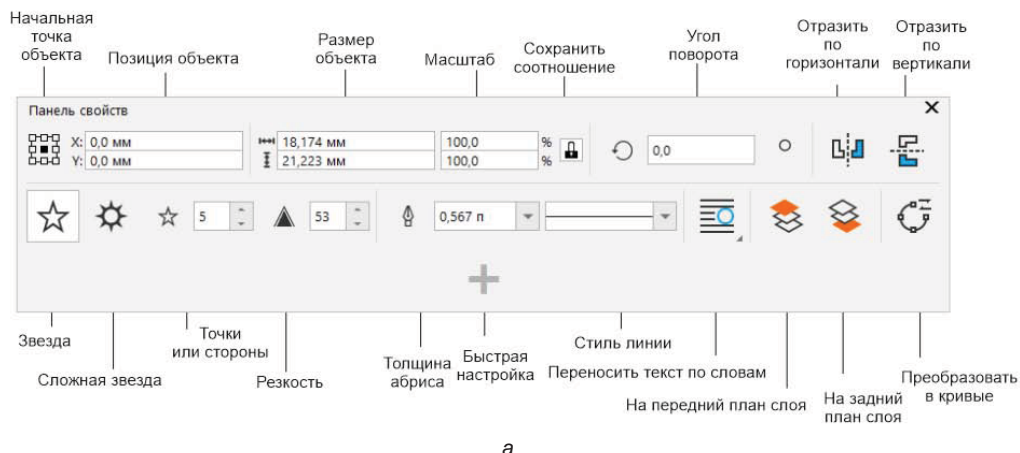 Начальная
точка
объекта
Позиция объекта
Размер
объекта
Масштаб
Сохранить
соотношение
Угол
поворота
Отразить
по
горизонтали
Отразить
по
вертикали
Панель свойств
X: 0,0 мм
Y: 0,0 мм
18,174 мм
21,223 мм
100,0 %
100,0 %
0,0
5
53
0,567 п
Звезда
Сложная звезда
Точки
или стороны
Резкость
Толщина
абриса
Быстрая
настройка
Стиль линии
Переносить текст по словам
На передний план слоя
На задний
план слоя
Преобразовать
в кривые
а